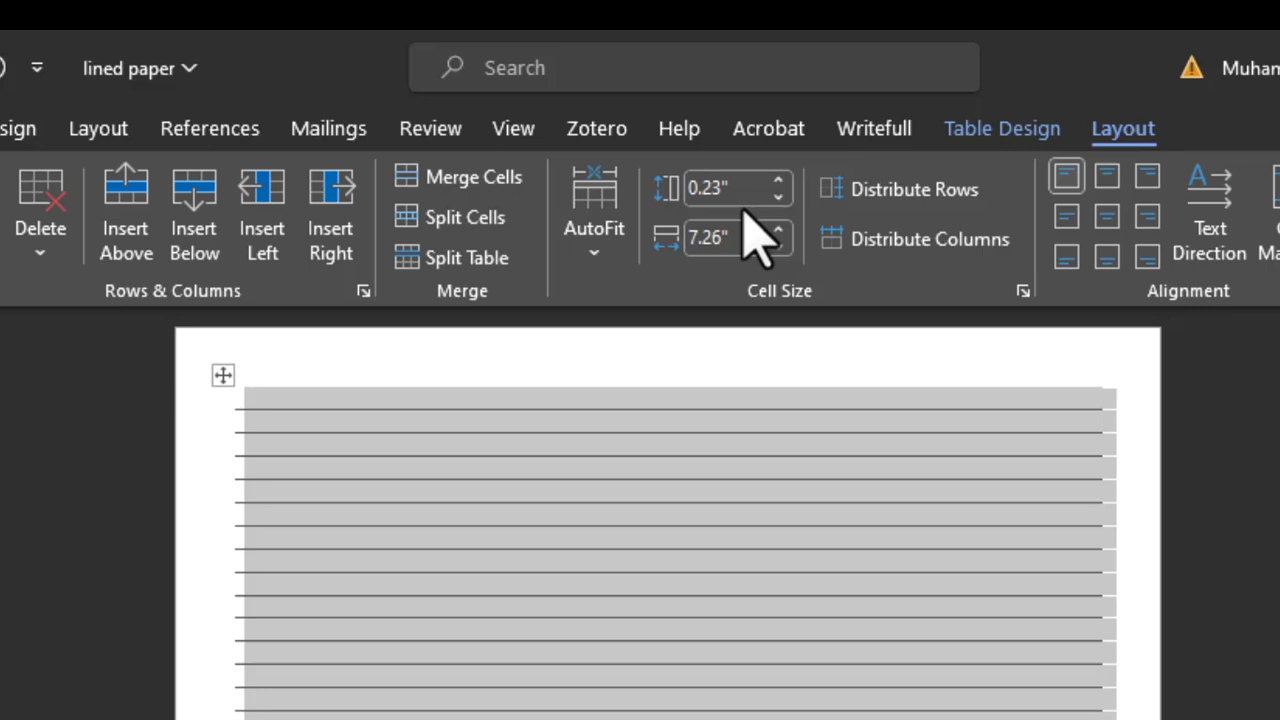 lined paper
Search
Layout
References
Mailings
Review
View
Zotero
Help
Acrobat
Writefull
Table Design
Layout
Delete
Insert Above
Insert Below
Insert Left
Insert Right
Rows & Columns
Merge Cells
Split Cells
Split Table
Merge
AutoFit
0.23"
7.26"
Distribute Rows
Distribute Columns
Cell Size
Text Direction
Alignment